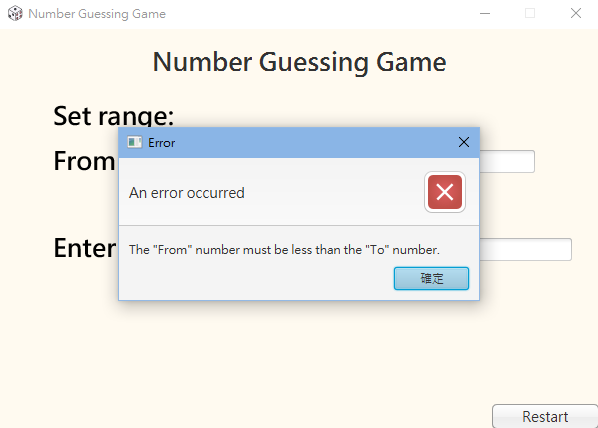 Number Guessing Game
Number Guessing Game
Set range:
From
Error
An error occurred
The "From" number must be less than the "To" number.
確定
Enter
Restart